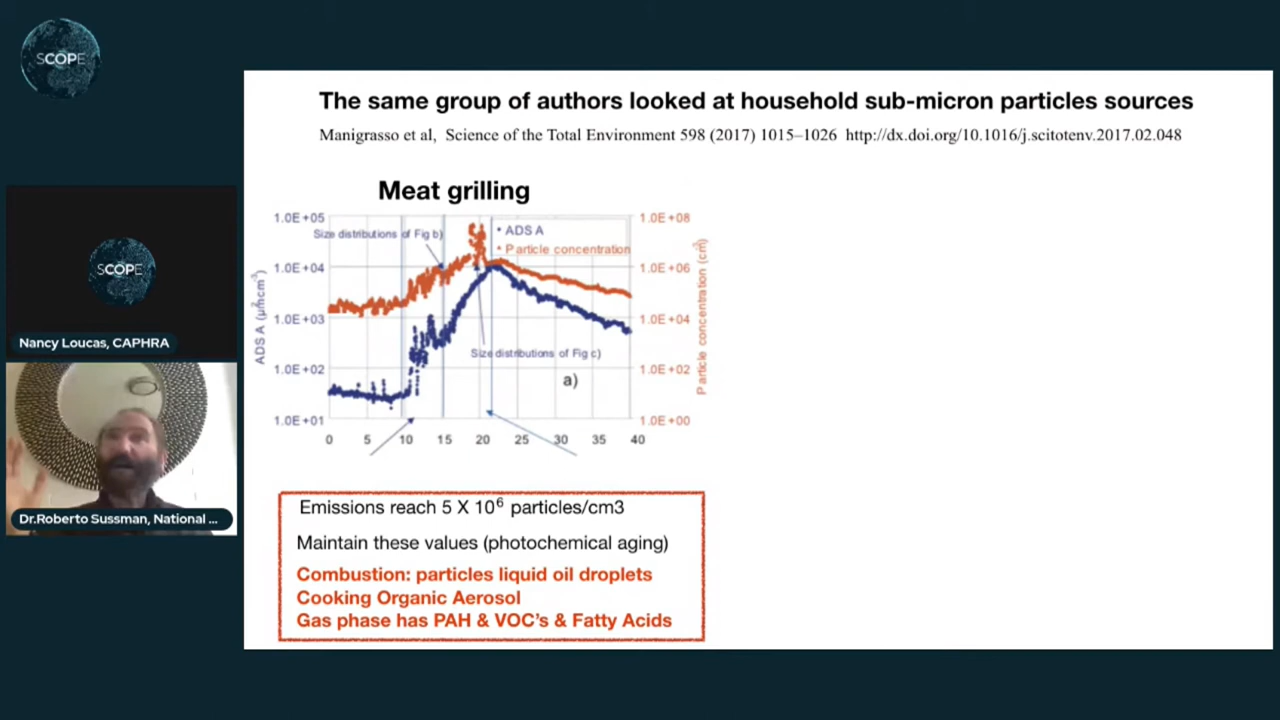 SCOPE
The same group of authors looked at household sub-micron particles sources
Manigrasso et al, Science of the Total Environment 598 (2017) 1015–1026 http://dx.doi.org/10.1016/j.scitotenv.2017.02.048
Meat grilling
1.0E+05
1.0E+04
1.0E+03
1.0E+02
1.0E+01
ADSA (µm²cm⁻³)
Size distributions of Fig b)
• ADSA
• Particle concentration
Size distributions of Fig c)
a)
1.0E+08
1.0E+06
1.0E+04
1.0E+02
1.0E+00
Particle concentration (cm⁻³)
0 5 10 15 20 25 30 35 40
SCOPE
Nancy Loucas, CAPHRA
Dr.Roberto Sussman, National ...
Emissions reach 5 X 10⁶ particles/cm3
Maintain these values (photochemical aging)
Combustion: particles liquid oil droplets
Cooking Organic Aerosol
Gas phase has PAH & VOC's & Fatty Acids